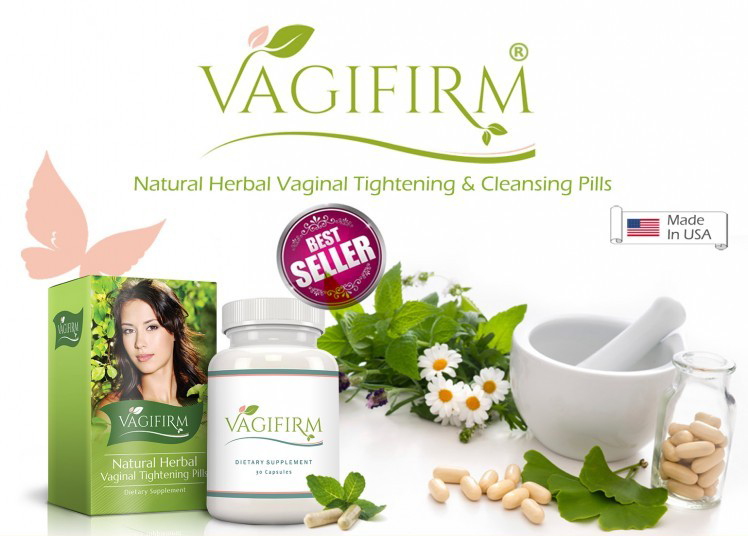 VAGIFIRM®
Natural Herbal Vaginal Tightening & Cleansing Pills
Made
In USA
BEST
SELLER
VAGIFIRM
VAGIFIRM
Natural Herbal
Vaginal Tightening Pills
Dietary Supplement
VAGIFIRM
DIETARY SUPPLEMENT
30 Capsules